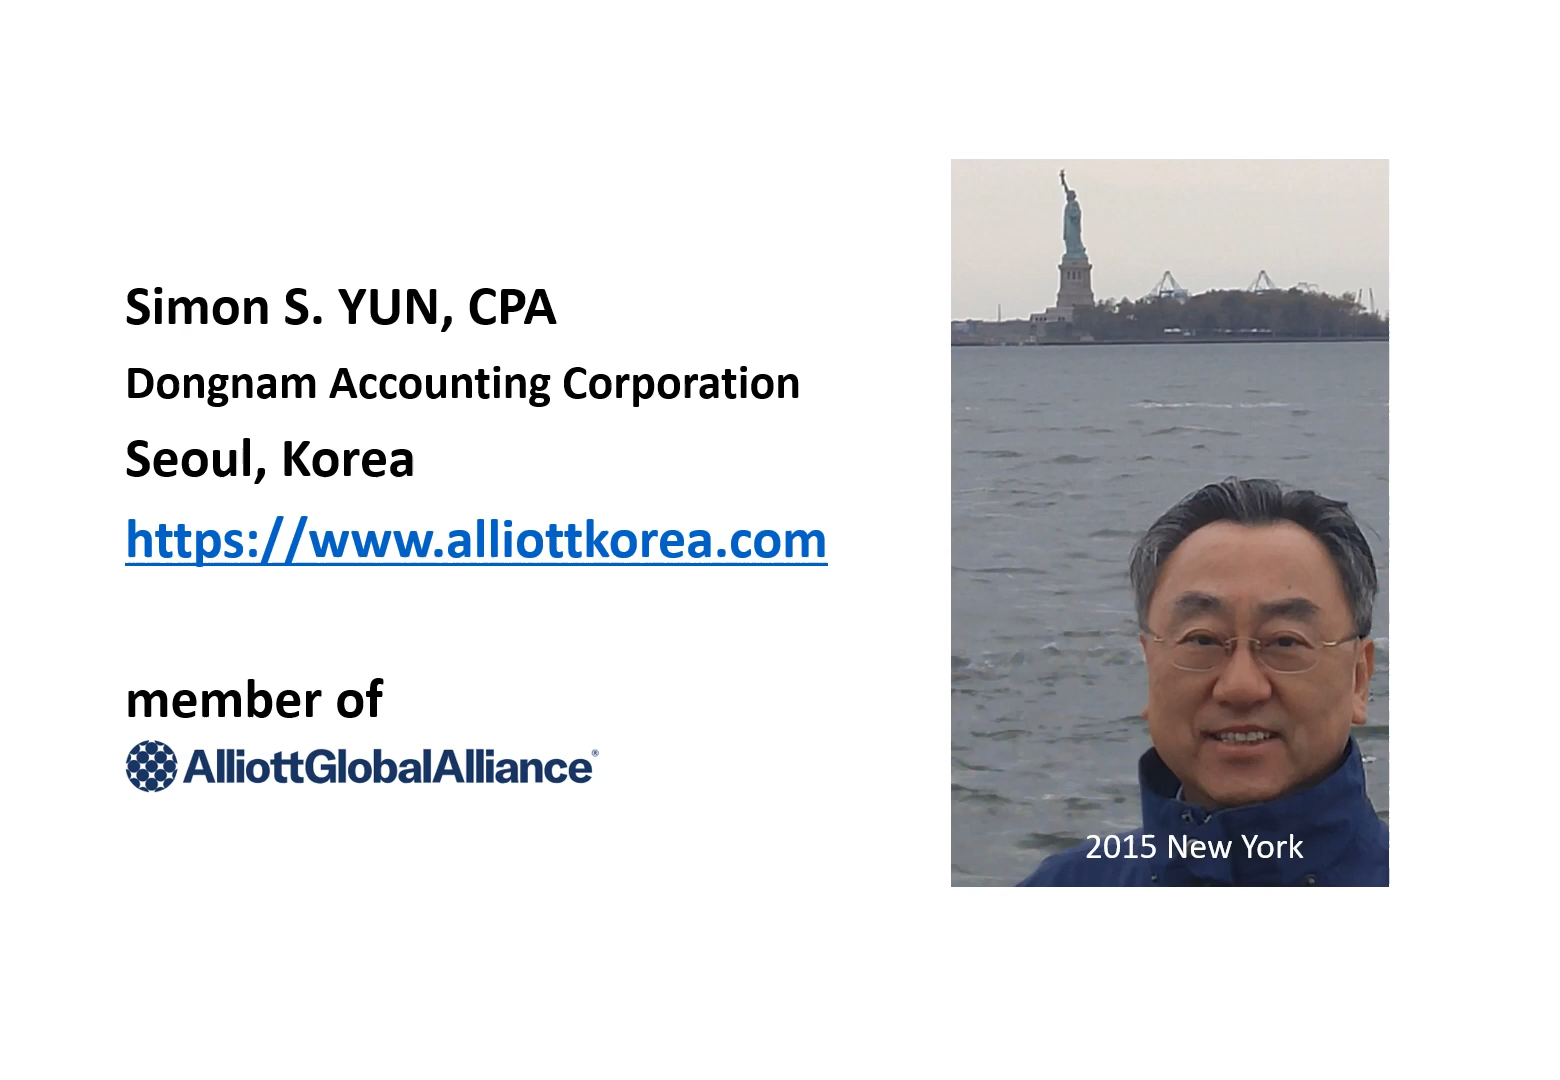 Simon S. YUN, CPA
Dongnam Accounting Corporation
Seoul, Korea
https://www.alliottkorea.com
member of
AlliottGlobalAlliance®
2015 New York